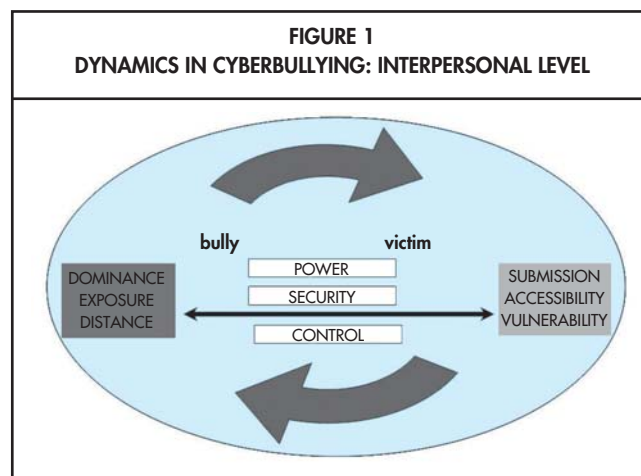 FIGURE 1
DYNAMICS IN CYBERBULLYING: INTERPERSONAL LEVEL
bully
victim
DOMINANCE
EXPOSURE
DISTANCE
POWER
SECURITY
CONTROL
SUBMISSION
ACCESSIBILITY
VULNERABILITY